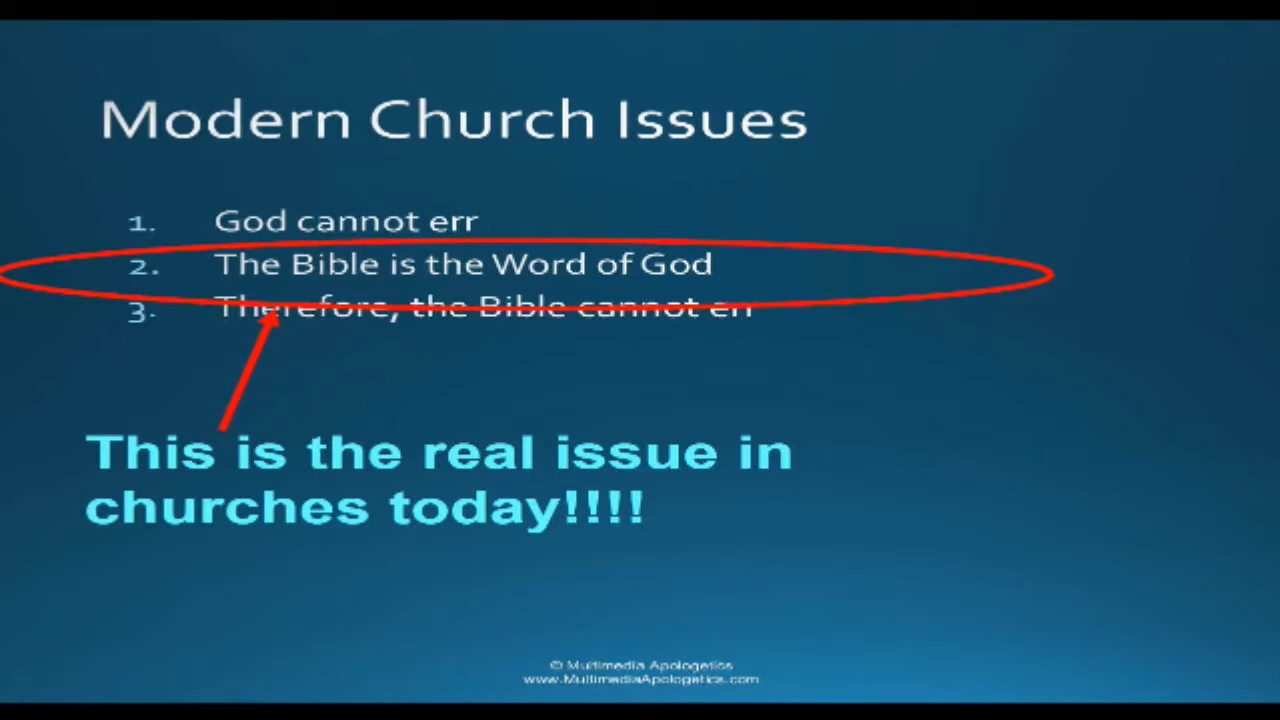 Modern Church Issues
1. God cannot err
2. The Bible is the Word of God
3. Therefore, the Bible cannot err
This is the real issue in
churches today!!!!
© Multimedia Apologetics
www.MultimediaApologetics.com